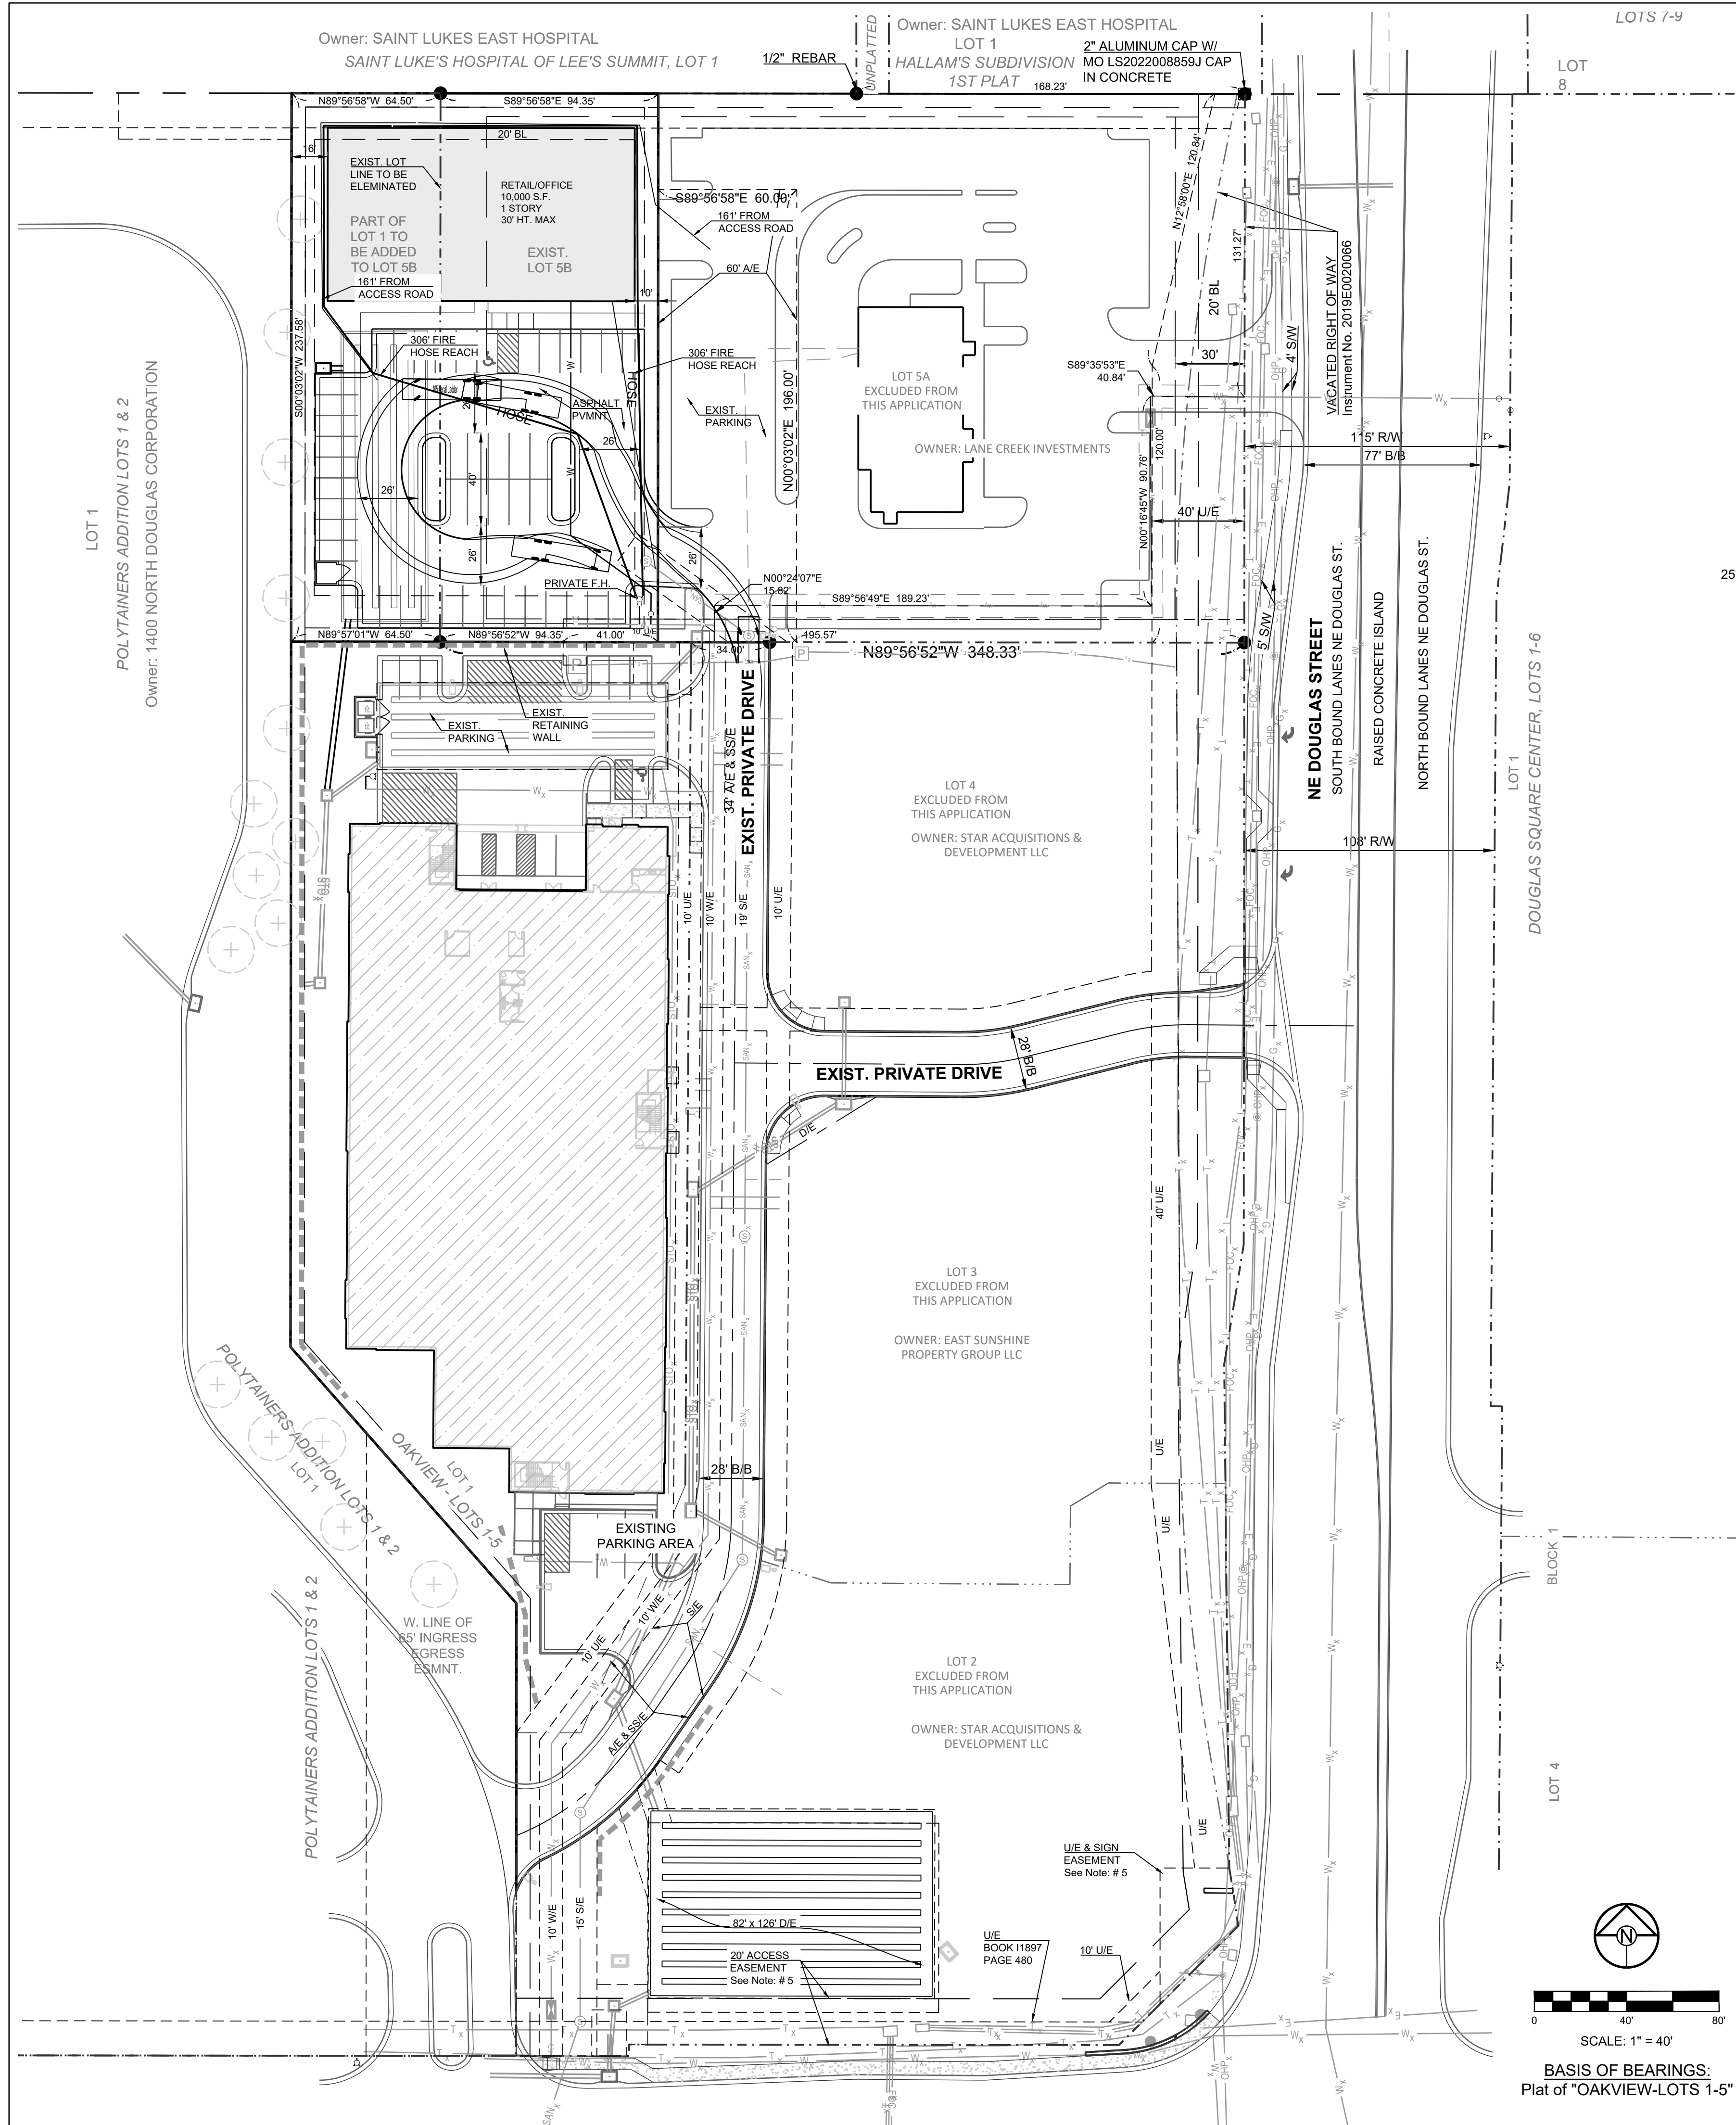 Owner: SAINT LUKES EAST HOSPITAL
SAINT LUKE'S HOSPITAL OF LEE'S SUMMIT, LOT 1
1/2" REBAR
UNPLATTED
Owner: SAINT LUKES EAST HOSPITAL
LOT 1
HALLAM'S SUBDIVISION
1ST PLAT
2" ALUMINUM CAP W/
MO LS2022008859J CAP
IN CONCRETE
168.23'
LOTS 7-9
LOT
8
N89°56'58"W 64.50'
S89°56'58"E 94.35'
20' BL
16'
EXIST. LOT
LINE TO BE
ELEMINATED
RETAIL/OFFICE
10,000 S.F.
1 STORY
30' HT. MAX
PART OF
LOT 1 TO
BE ADDED
TO LOT 5B
EXIST.
LOT 5B
161' FROM
ACCESS ROAD
10'
S89°56'58"E 60.00'
161' FROM
ACCESS ROAD
60' A/E
N12°58'00"E 120.84'
131.27'
20' BL
VACATED RIGHT OF WAY
Instrument No. 2019E0020066
4' S/W
30'
S89°35'53"E
40.84'
S00°03'02"W 237.58'
306' FIRE
HOSE REACH
306' FIRE
HOSE REACH
HOSE
HOSE
ASPHALT
PVMNT.
EXIST.
PARKING
26'
26'
26'
40'
26'
26'
W
W
N00°03'02"E 196.00'
LOT 5A
EXCLUDED FROM
THIS APPLICATION
OWNER: LANE CREEK INVESTMENTS
N00°16'45"W 90.76'
120.00'
40' U/E
115' R/W
77' B/B
POLYTAINERS ADDITION LOTS 1 & 2
LOT 1
Owner: 1400 NORTH DOUGLAS CORPORATION
PRIVATE F.H.
N00°24'07"E
15.82'
S89°56'49"E 189.23'
25
N89°57'01"W 64.50'
N89°56'52"W 94.35'
41.00'
10' U/E
34.00'
195.57'
N89°56'52"W 348.33'
P
5' S/W
EXIST.
PARKING
EXIST.
RETAINING
WALL
34' A/E & SS/E
EXIST. PRIVATE DRIVE
NE DOUGLAS STREET
SOUTH BOUND LANES NE DOUGLAS ST.
RAISED CONCRETE ISLAND
NORTH BOUND LANES NE DOUGLAS ST.
LOT 1
DOUGLAS SQUARE CENTER, LOTS 1-6
LOT 4
EXCLUDED FROM
THIS APPLICATION
OWNER: STAR ACQUISITIONS &
DEVELOPMENT LLC
108' R/W
10' U/E
10' W/E
19' S/E
10' U/E
28' B/B
EXIST. PRIVATE DRIVE
D/E
40' U/E
LOT 3
EXCLUDED FROM
THIS APPLICATION
OWNER: EAST SUNSHINE
PROPERTY GROUP LLC
POLYTAINERS ADDITION LOTS 1 & 2
LOT 1
LOT 1
OAKVIEW - LOTS 1-5
28' B/B
U/E
U/E
EXISTING
PARKING AREA
BLOCK 1
POLYTAINERS ADDITION LOTS 1 & 2
W. LINE OF
65' INGRESS
EGRESS
ESMNT.
10' U/E
10' W/E
S/E
A/E & SS/E
LOT 2
EXCLUDED FROM
THIS APPLICATION
OWNER: STAR ACQUISITIONS &
DEVELOPMENT LLC
LOT 4
U/E
U/E & SIGN
EASEMENT
See Note: # 5
10' W/E
15' S/E
82' x 126' D/E
20' ACCESS
EASEMENT
See Note: # 5
U/E
BOOK I1897
PAGE 480
10' U/E
N
0 40' 80'
SCALE: 1" = 40'
BASIS OF BEARINGS:
Plat of "OAKVIEW-LOTS 1-5"